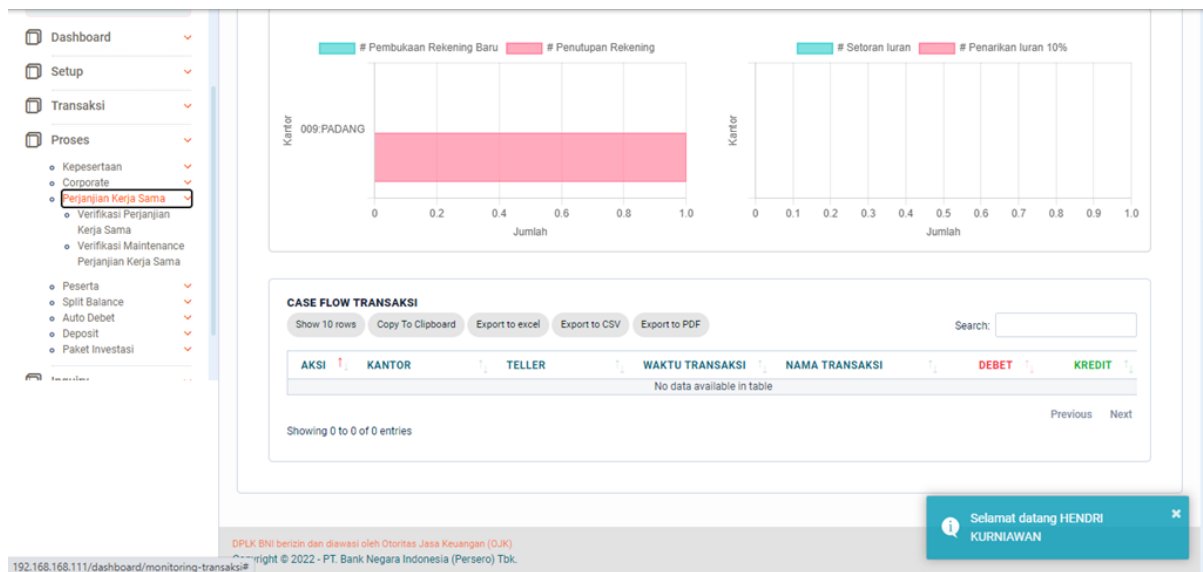 Dashboard
Setup
Transaksi
Proses
Kepesertaan
Corporate
Perjanjian Kerja Sama
Verifikasi Perjanjian
Kerja Sama
Verifikasi Maintenance
Perjanjian Kerja Sama
Peserta
Split Balance
Auto Debet
Deposit
Paket Investasi
# Pembukaan Rekening Baru # Penutupan Rekening
Kantor
009:PADANG
0 0.2 0.4 0.6 0.8 1.0
Jumlah
# Setoran Iuran # Penarikan Iuran 10%
Kantor
0 0.1 0.2 0.3 0.4 0.5 0.6 0.7 0.8 0.9 1.0
Jumlah
CASE FLOW TRANSAKSI
Show 10 rows Copy To Clipboard Export to excel Export to CSV Export to PDF Search:
AKSI KANTOR TELLER WAKTU TRANSAKSI NAMA TRANSAKSI DEBET KREDIT
No data available in table
Previous Next
Showing 0 to 0 of 0 entries
Selamat datang HENDRI
KURNIAWAN
DPLK BNI berizin dan diawasi oleh Otoritas Jasa Keuangan (OJK)
right © 2022 - PT. Bank Negara Indonesia (Persero) Tbk.
192.168.168.111/dashboard/monitoring-transaksi#